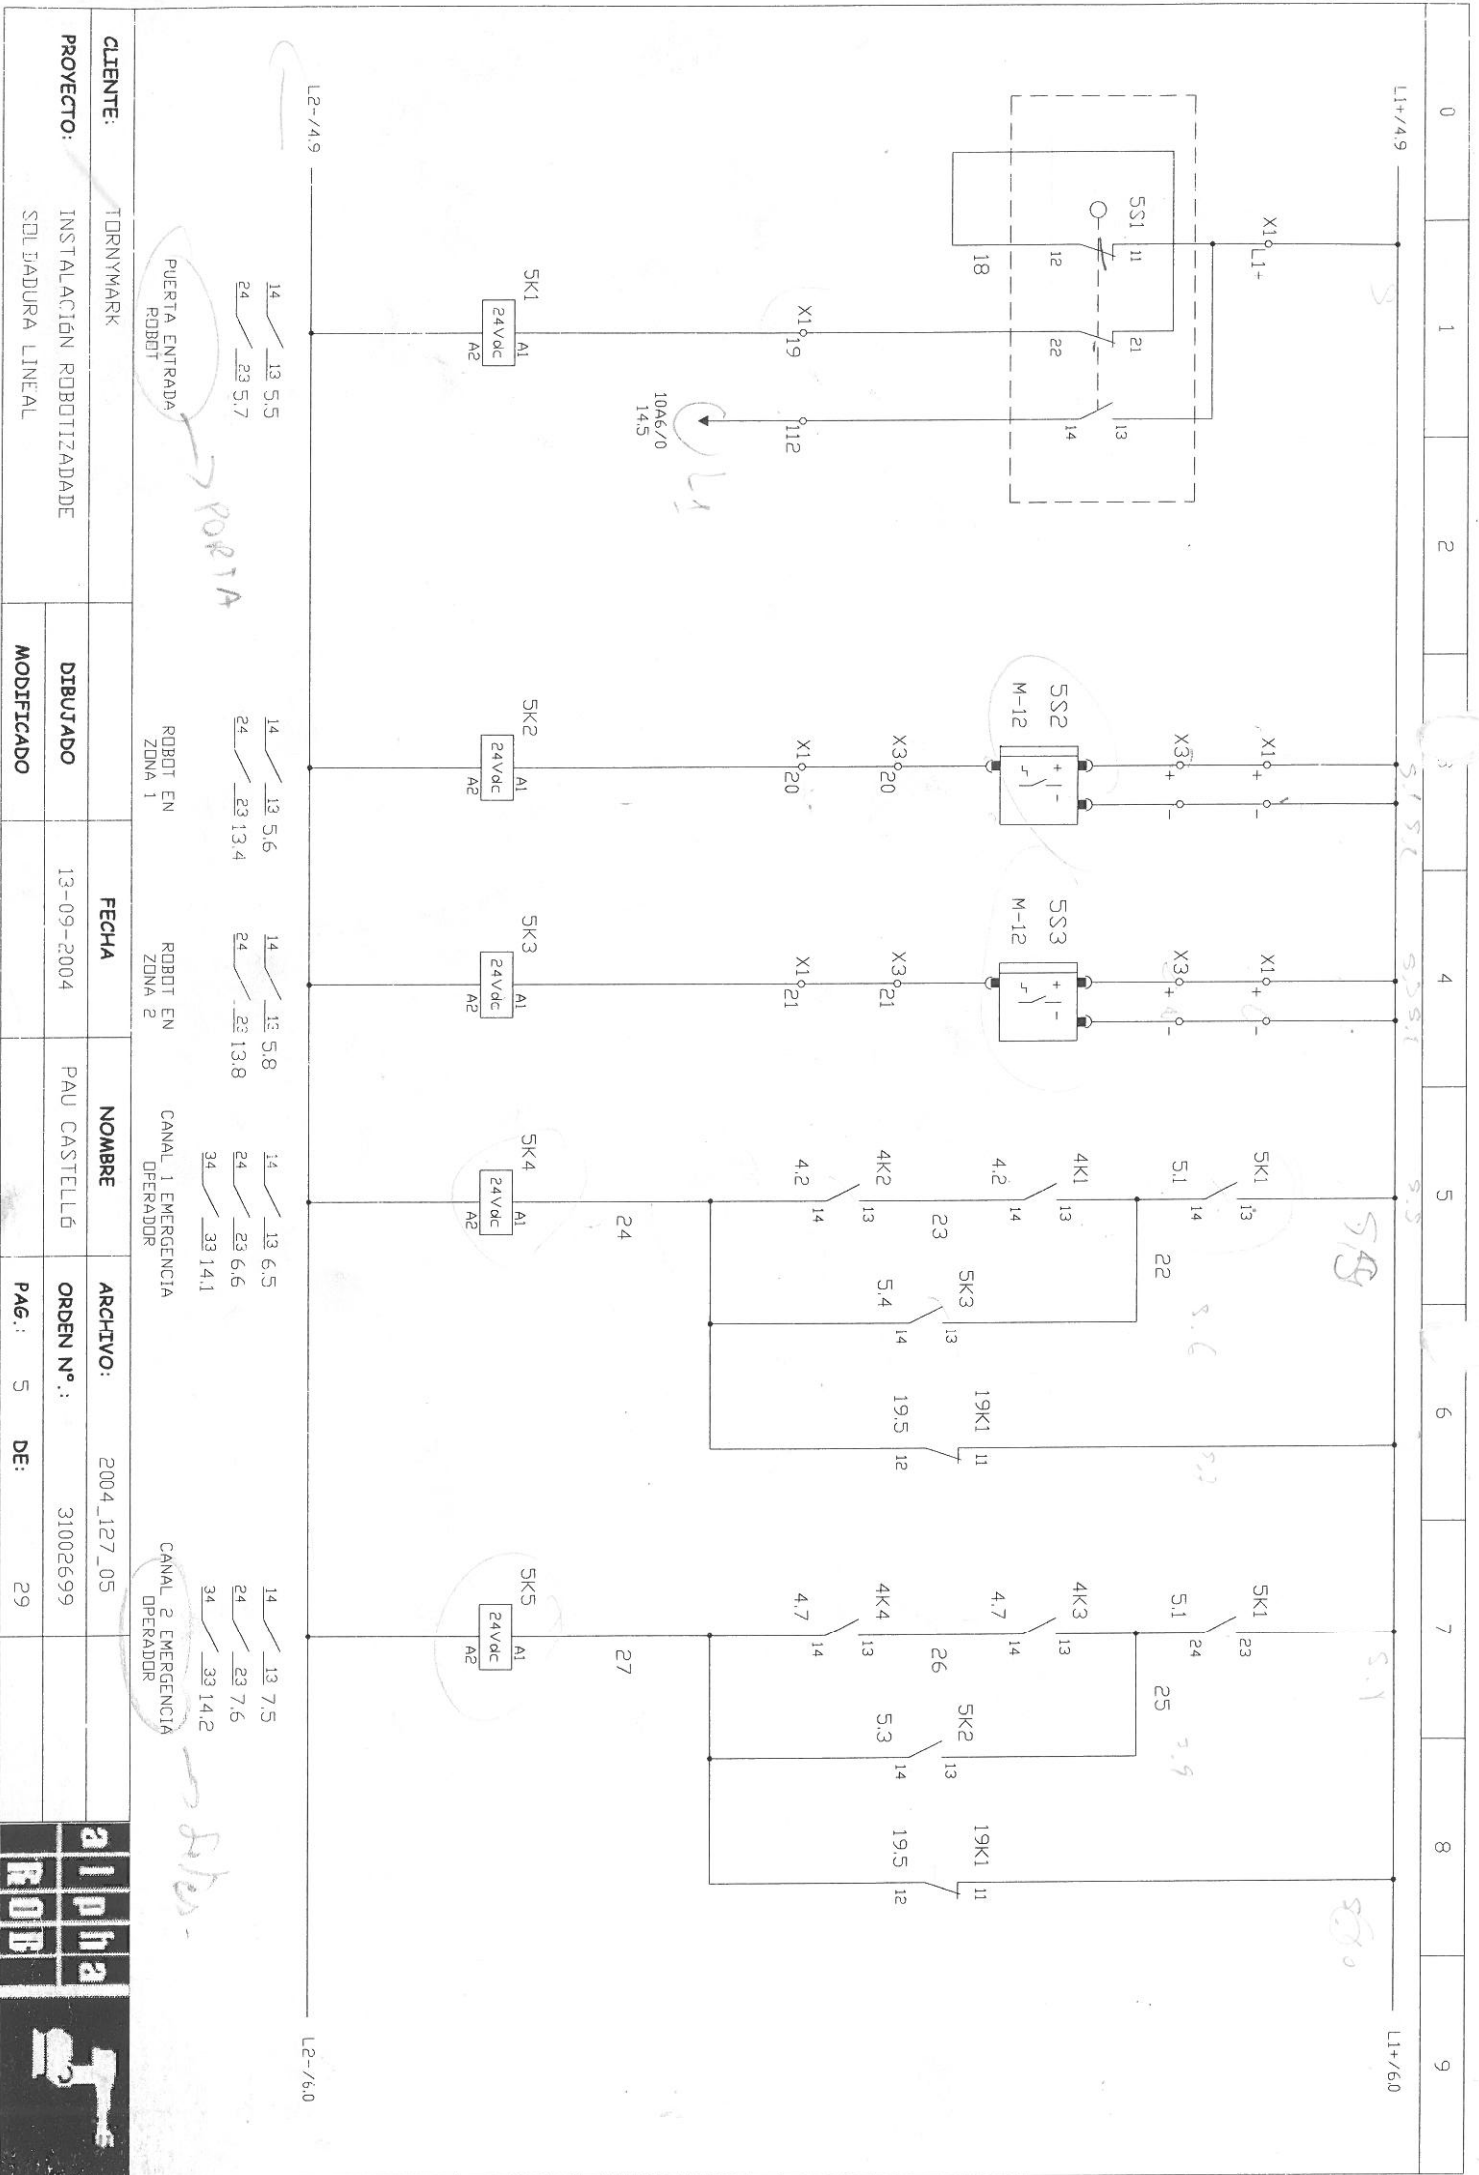 0 1 2 3 4 5 6 7 8 9
L1+/4.9
L1+/6.0
X1
L1+
5S1
11
12
21
22
13
14
18
X1
19
112
10A6/0
14.5
L1
5K1
24Vdc
A1
A2
X1
+
-
X3
+
-
5S2
M-12
X3
20
X1
20
5K2
24Vdc
A1
A2
X1
+
-
X3
+
-
5S3
M-12
X3
21
X1
21
5K3
24Vdc
A1
A2
5K1
5.1
13
14
22
4K1
4.2
13
14
23
4K2
4.2
13
14
5K3
5.4
13
14
19K1
19.5
11
12
24
5K4
24Vdc
A1
A2
5K1
5.1
23
24
25
4K3
4.7
13
14
26
4K4
4.7
13
14
5K2
5.3
13
14
19K1
19.5
11
12
27
5K5
24Vdc
A1
A2
L2-/4.9
L2-/6.0
14 13 5.5
24 23 5.7
PUERTA ENTRADA
ROBOT
PORTA
14 13 5.6
24 23 13.4
ROBOT EN
ZONA 1
14 13 5.8
24 23 13.8
ROBOT EN
ZONA 2
14 13 6.5
24 23 6.6
34 33 14.1
CANAL 1 EMERGENCIA
OPERADOR
14 13 7.5
24 23 7.6
34 33 14.2
CANAL 2 EMERGENCIA
OPERADOR
CLIENTE: TORNYMARK
PROYECTO: INSTALACIÓN ROBOTIZADADE
SOLDADURA LINEAL
FECHA NOMBRE
DIBUJADO 13-09-2004 PAU CASTELLÓ
MODIFICADO
ARCHIVO: 2004_127_05
ORDEN Nº.: 31002699
PAG.: 5 DE: 29
alpha
ROB